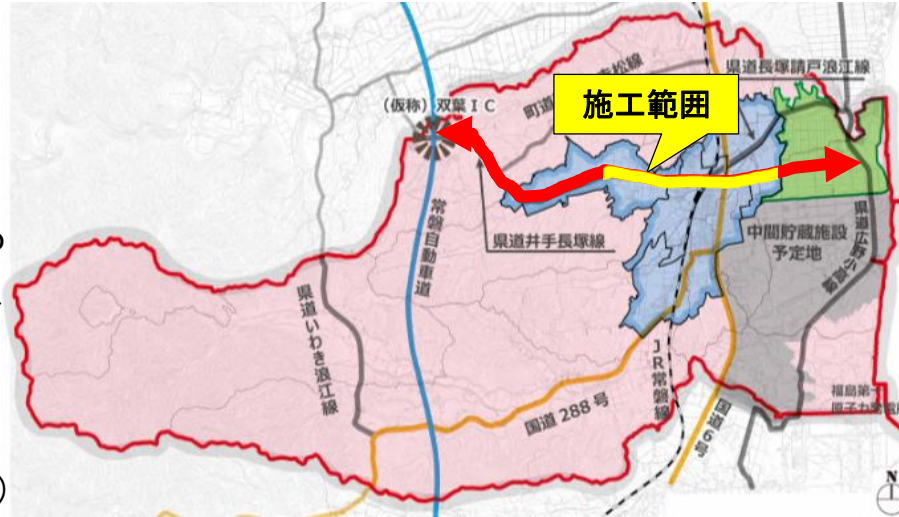 県道長塚請戸浪江線
(仮称)双葉IC
町道
松線
施工範囲
県道井手長塚線
中間貯蔵施設
予定地
県道広野小高線
常磐自動車道
県道いわき浪江線
JR常磐線
国道288号
国道6号
福島第一
原子力発電所
N